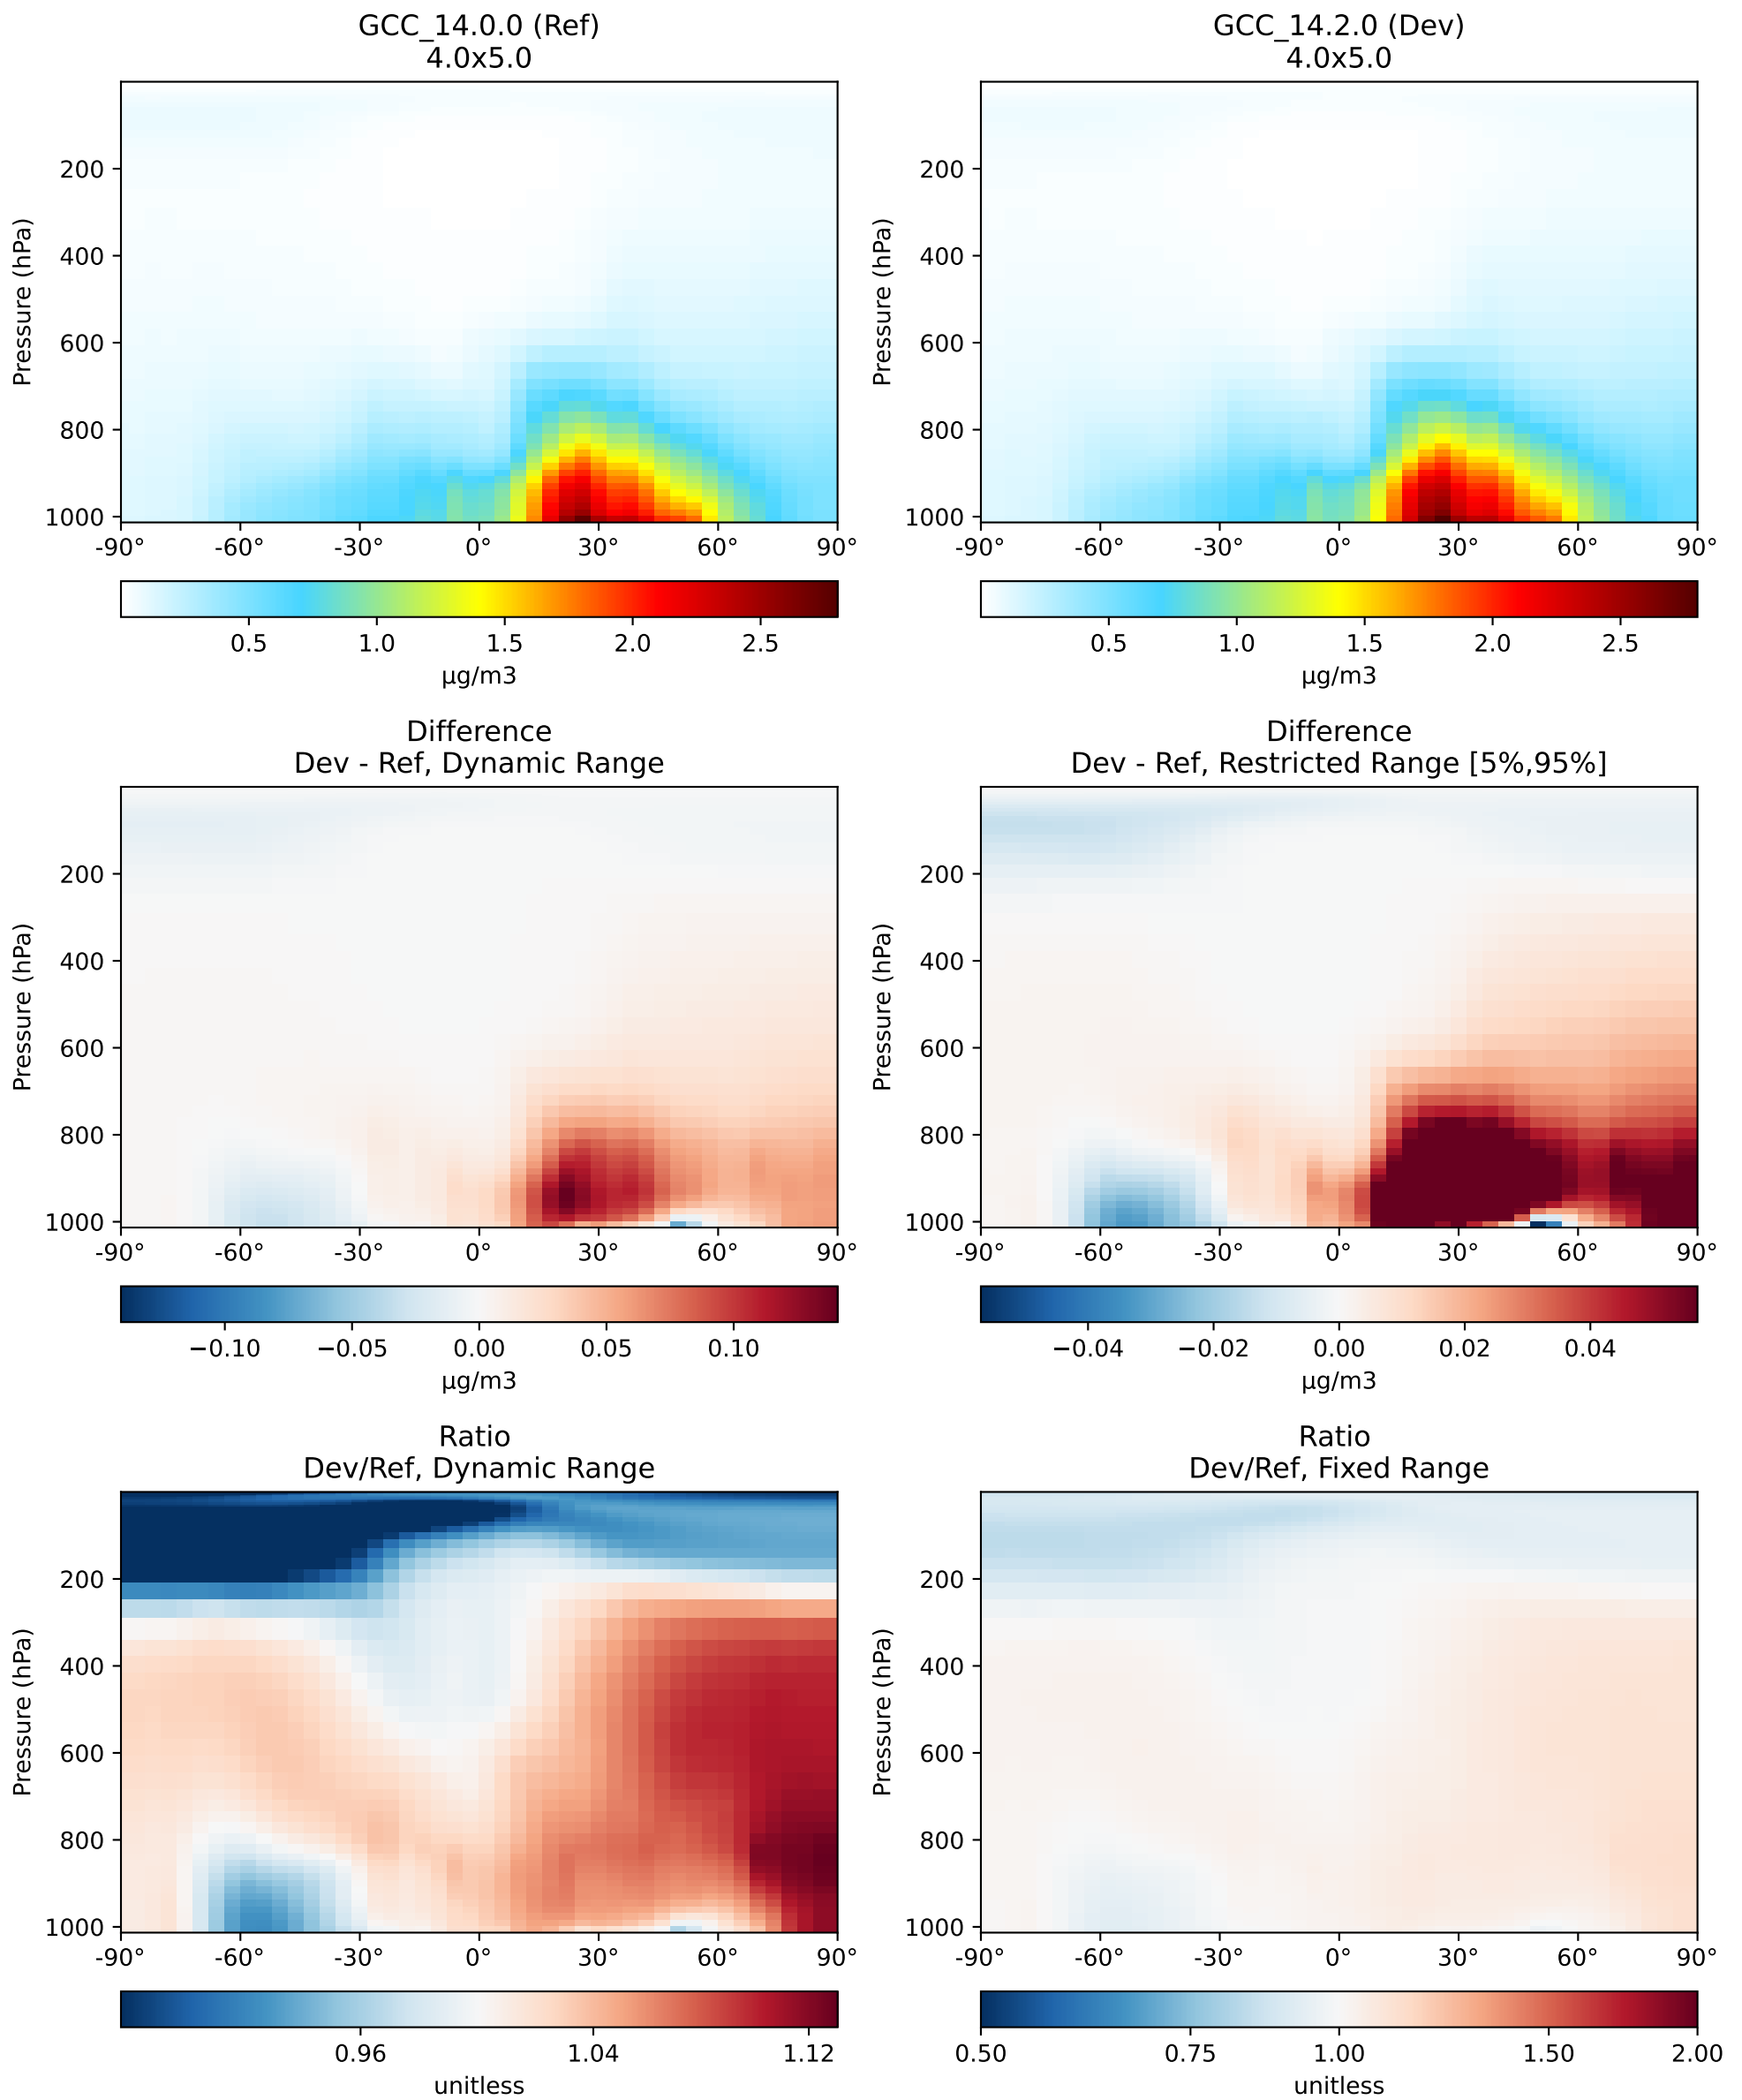 GCC_14.0.0 (Ref)
4.0x5.0
Pressure (hPa)
200
400
600
800
1000
-90° -60° -30° 0° 30° 60° 90°
0.5 1.0 1.5 2.0 2.5
µg/m3
GCC_14.2.0 (Dev)
4.0x5.0
Pressure (hPa)
200
400
600
800
1000
-90° -60° -30° 0° 30° 60° 90°
0.5 1.0 1.5 2.0 2.5
µg/m3
Difference
Dev - Ref, Dynamic Range
Pressure (hPa)
200
400
600
800
1000
-90° -60° -30° 0° 30° 60° 90°
−0.10 −0.05 0.00 0.05 0.10
µg/m3
Difference
Dev - Ref, Restricted Range [5%,95%]
Pressure (hPa)
200
400
600
800
1000
-90° -60° -30° 0° 30° 60° 90°
−0.04 −0.02 0.00 0.02 0.04
µg/m3
Ratio
Dev/Ref, Dynamic Range
Pressure (hPa)
200
400
600
800
1000
-90° -60° -30° 0° 30° 60° 90°
0.96 1.04 1.12
unitless
Ratio
Dev/Ref, Fixed Range
Pressure (hPa)
200
400
600
800
1000
-90° -60° -30° 0° 30° 60° 90°
0.50 0.75 1.00 1.50 2.00
unitless